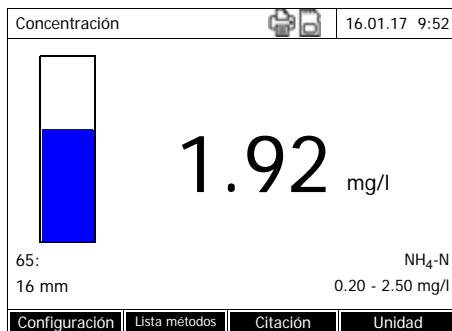 Concentración 16.01.17 9:52
1.92 mg/l
65: NH₄-N
16 mm 0.20 - 2.50 mg/l
Configuración Lista métodos Citación Unidad